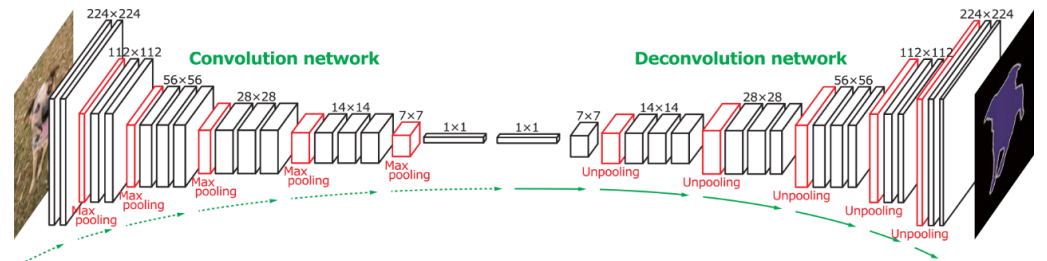 224×224
224×224
Convolution network
Deconvolution network
112×112
112×112
56×56
56×56
28×28
28×28
14×14
14×14
7×7
7×7
1×1
1×1
Max
pooling
Max
pooling
Max
pooling
Max
pooling
Max
pooling
Unpooling
Unpooling
Unpooling
Unpooling
Unpooling